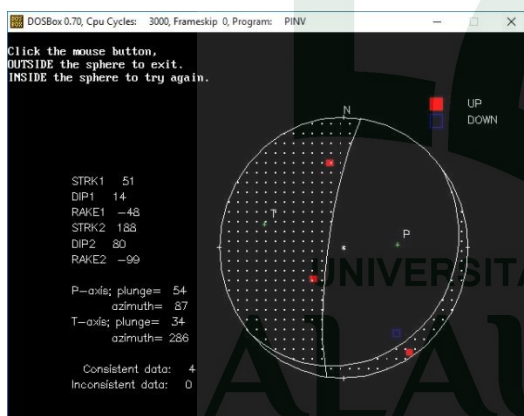 DOSBox 0.70, Cpu Cycles: 3000, Frameskip 0, Program: PINV
Click the mouse button,
OUTSIDE the sphere to exit.
INSIDE the sphere to try again.
UP
DOWN
N
T
P
STRK1 51
DIP1 14
RAKE1 -48
STRK2 188
DIP2 80
RAKE2 -99
P-axis; plunge= 54
azimuth= 87
T-axis; plunge= 34
azimuth= 286
Consistent data: 4
Inconsistent data: 0
UNIVERSITA
ALAU